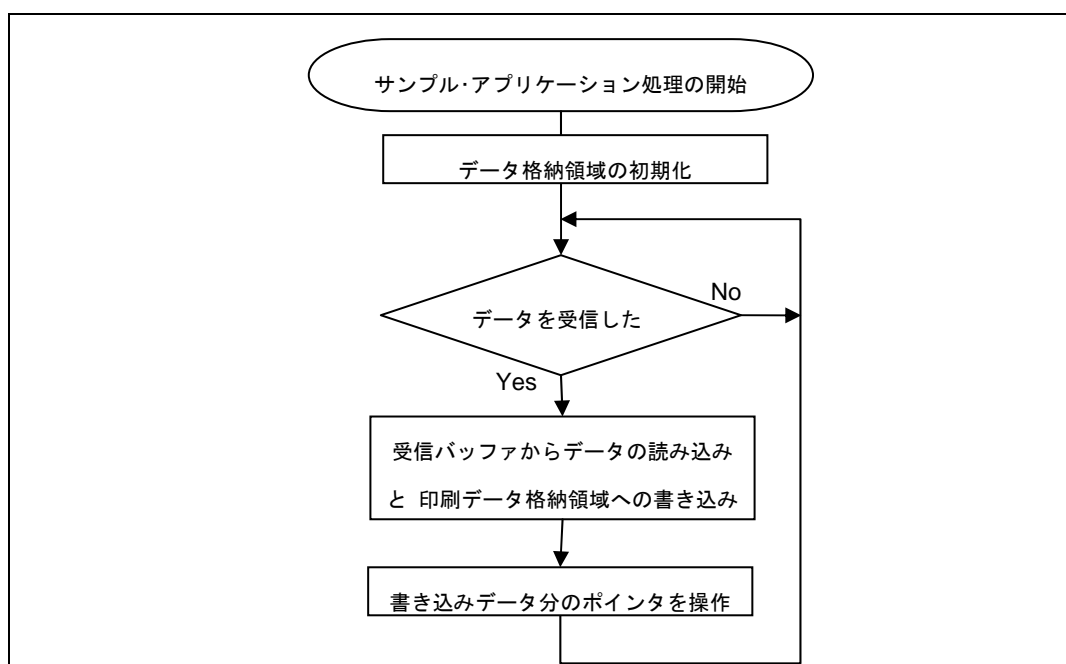 サンプル･アプリケーション処理の開始
データ格納領域の初期化
No
データを受信した
Yes
受信バッファからデータの読み込み
と 印刷データ格納領域への書き込み
書き込みデータ分のポインタを操作